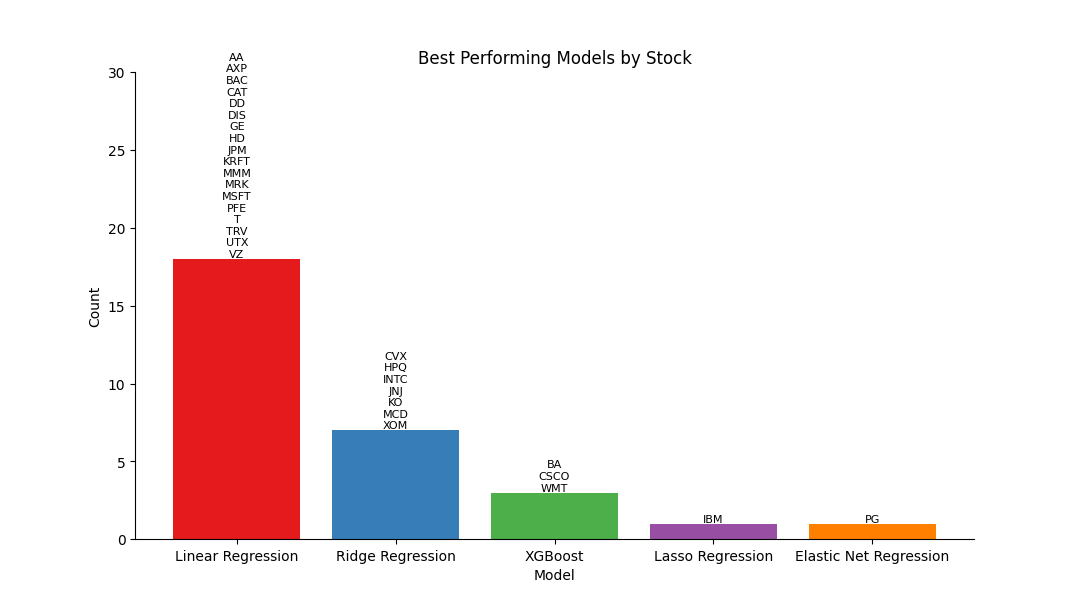 Best Performing Models by Stock
Count
30
25
20
15
10
5
0
AA
AXP
BAC
CAT
DD
DIS
GE
HD
JPM
KRFT
MMM
MRK
MSFT
PFE
T
TRV
UTX
VZ
CVX
HPQ
INTC
JNJ
KO
MCD
XOM
BA
CSCO
WMT
IBM
PG
Linear Regression
Ridge Regression
XGBoost
Lasso Regression
Elastic Net Regression
Model